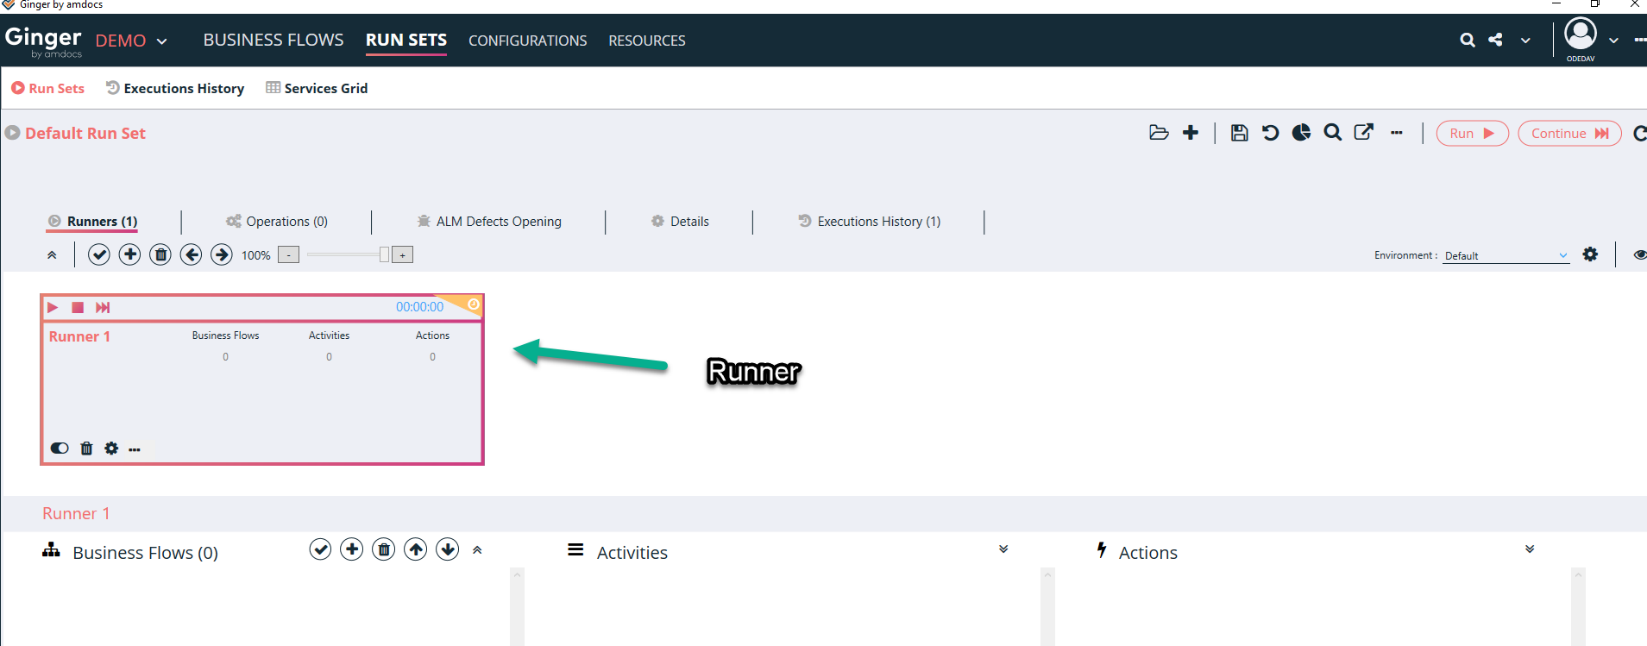 Ginger by amdocs
Ginger by amdocs DEMO BUSINESS FLOWS RUN SETS CONFIGURATIONS RESOURCES
ODEDAV
Run Sets Executions History Services Grid
Default Run Set Run Continue
Runners (1) Operations (0) ALM Defects Opening Details Executions History (1)
100% - + Environment : Default
00:00:00
Runner 1 Business Flows Activities Actions
0 0 0
Runner
Runner 1
Business Flows (0) Activities Actions